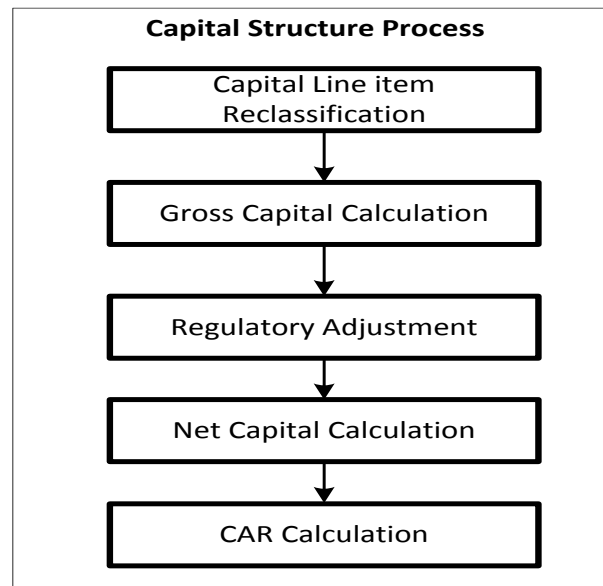 Capital Structure Process
Capital Line item
Reclassification
Gross Capital Calculation
Regulatory Adjustment
Net Capital Calculation
CAR Calculation